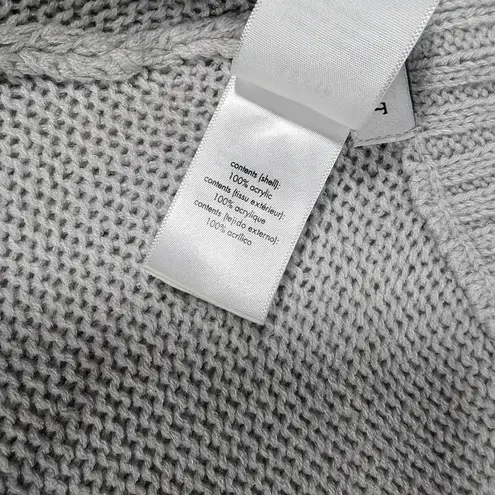 contents (shell):
100% acrylic
contents (tissu extérieur):
100% acrylique
contents (tejido externo):
100% acrílico